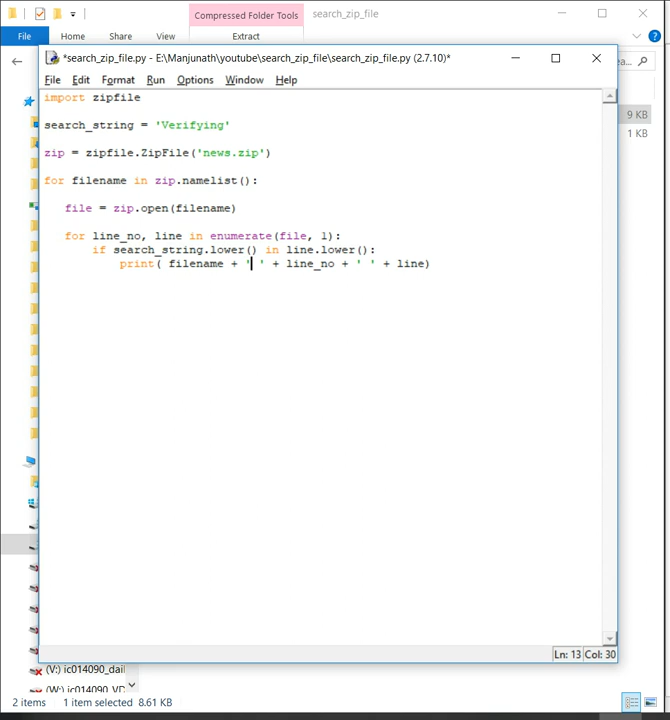 Compressed Folder Tools search_zip_file
File Home Share View Extract
*search_zip_file.py - E:\Manjunath\youtube\search_zip_file\search_zip_file.py (2.7.10)*
File Edit Format Run Options Window Help
import zipfile
search_string = 'Verifying'
zip = zipfile.ZipFile('news.zip')
for filename in zip.namelist():
file = zip.open(filename)
for line_no, line in enumerate(file, 1):
if search_string.lower() in line.lower():
print( filename + ' ' + line_no + ' ' + line)
9 KB
1 KB
Ln: 13 Col: 30
(V:) ic014090_dail
(W:) ic014090_VD
2 items 1 item selected 8.61 KB